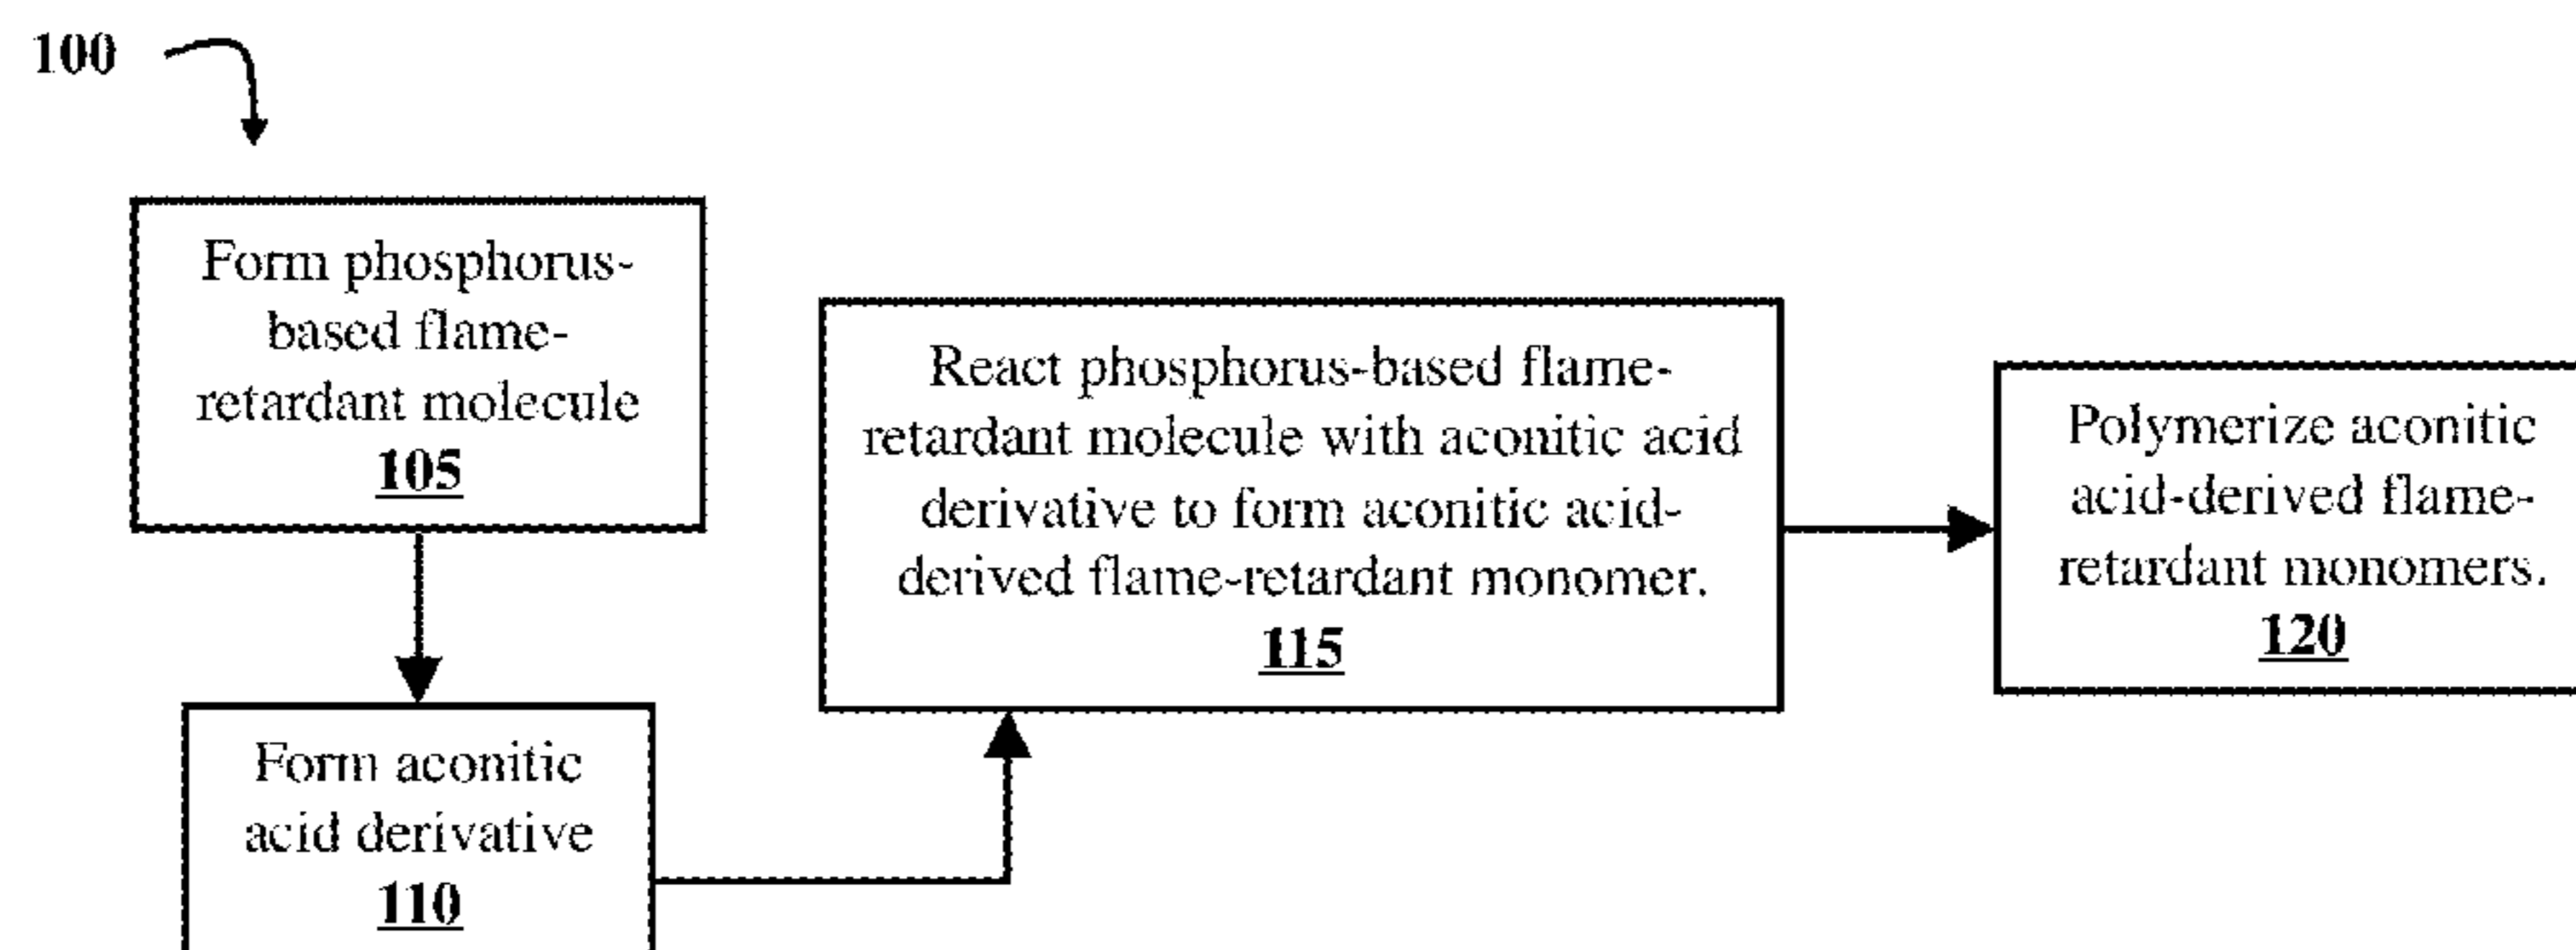 100
Form phosphorus-
based flame-
retardant molecule
105
Form aconitic
acid derivative
110
React phosphorus-based flame-
retardant molecule with aconitic acid
derivative to form aconitic acid-
derived flame-retardant monomer.
115
Polymerize aconitic
acid-derived flame-
retardant monomers.
120